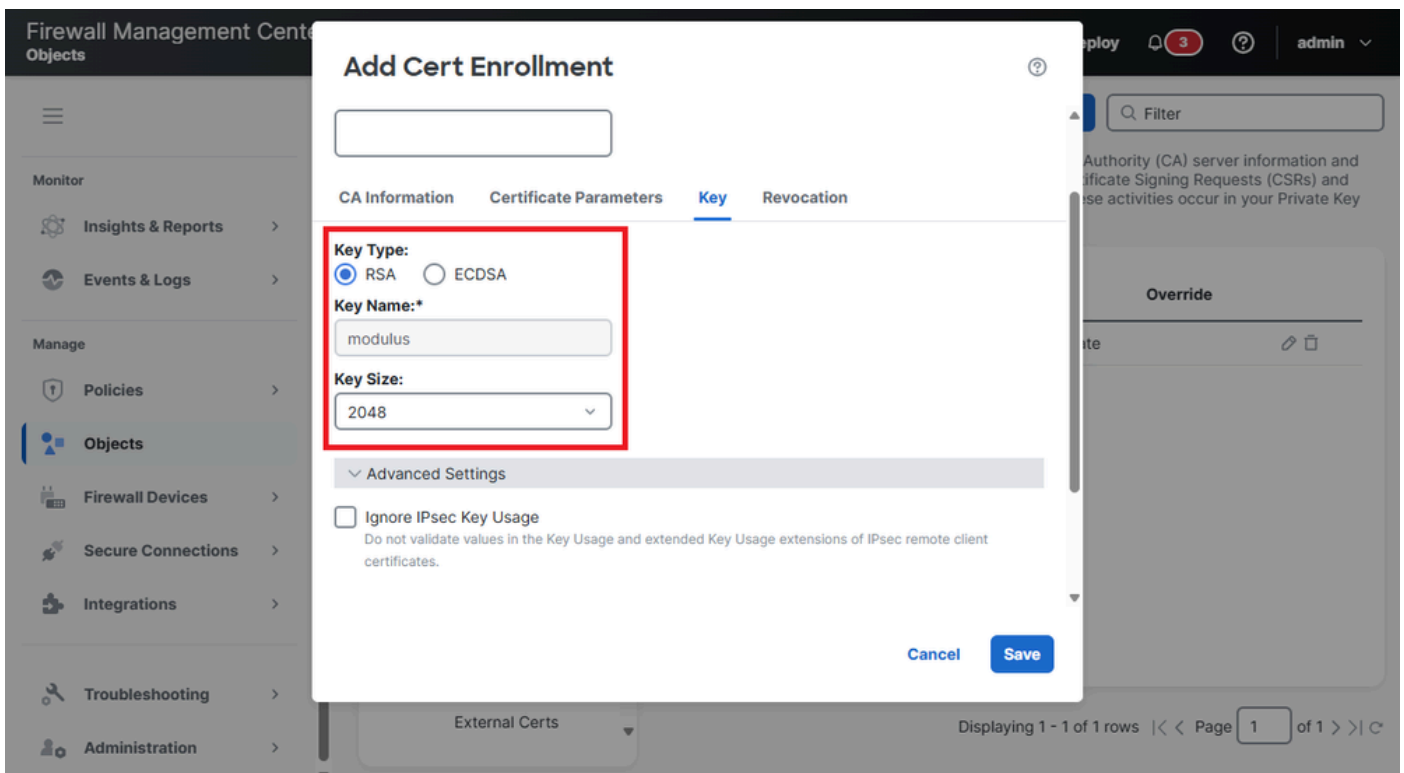 Firewall Management Cente
Objects
eploy
3
admin
Add Cert Enrollment
Filter
Authority (CA) server information and
tificate Signing Requests (CSRs) and
ese activities occur in your Private Key
Monitor
Insights & Reports
Events & Logs
Manage
Policies
Objects
Firewall Devices
Secure Connections
Integrations
Troubleshooting
Administration
CA Information
Certificate Parameters
Key
Revocation
Key Type:
RSA
ECDSA
Key Name:*
modulus
Key Size:
2048
Advanced Settings
Ignore IPsec Key Usage
Do not validate values in the Key Usage and extended Key Usage extensions of IPsec remote client
certificates.
Cancel
Save
Override
ate
External Certs
Displaying 1 - 1 of 1 rows |< < Page 1 of 1 > >|